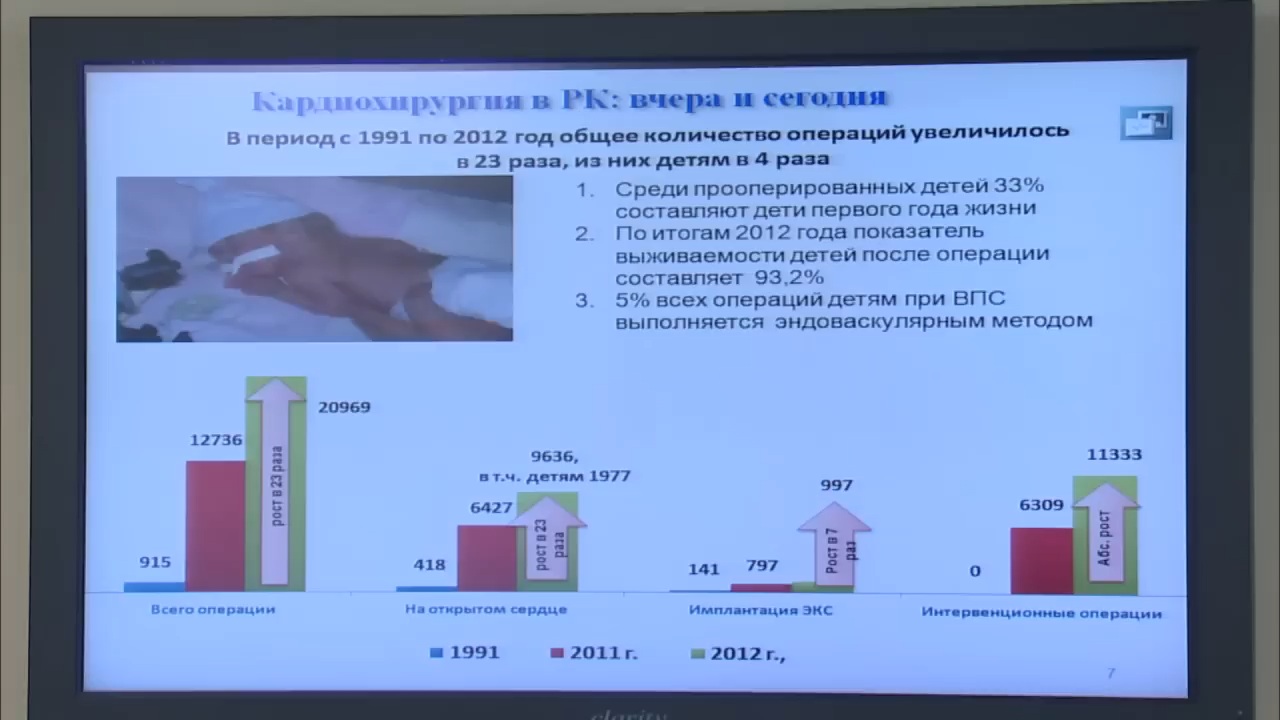 Кардиохирургия в РК: вчера и сегодня
В период с 1991 по 2012 год общее количество операций увеличилось
в 23 раза, из них детям в 4 раза
1. Среди прооперированных детей 33%
составляют дети первого года жизни
2. По итогам 2012 года показатель
выживаемости детей после операции
составляет 93,2%
3. 5% всех операций детям при ВПС
выполняется эндоваскулярным методом
915
12736
20969
рост в 23 раза
Всего операции
418
6427
9636,
в т.ч. детям 1977
рост в 23
раза
На открытом сердце
141
797
997
Рост в 7
раз
Имплантация ЭКС
0
6309
11333
Абс. рост
Интервенционные операции
1991
2011 г.
2012 г.,
7
clarity